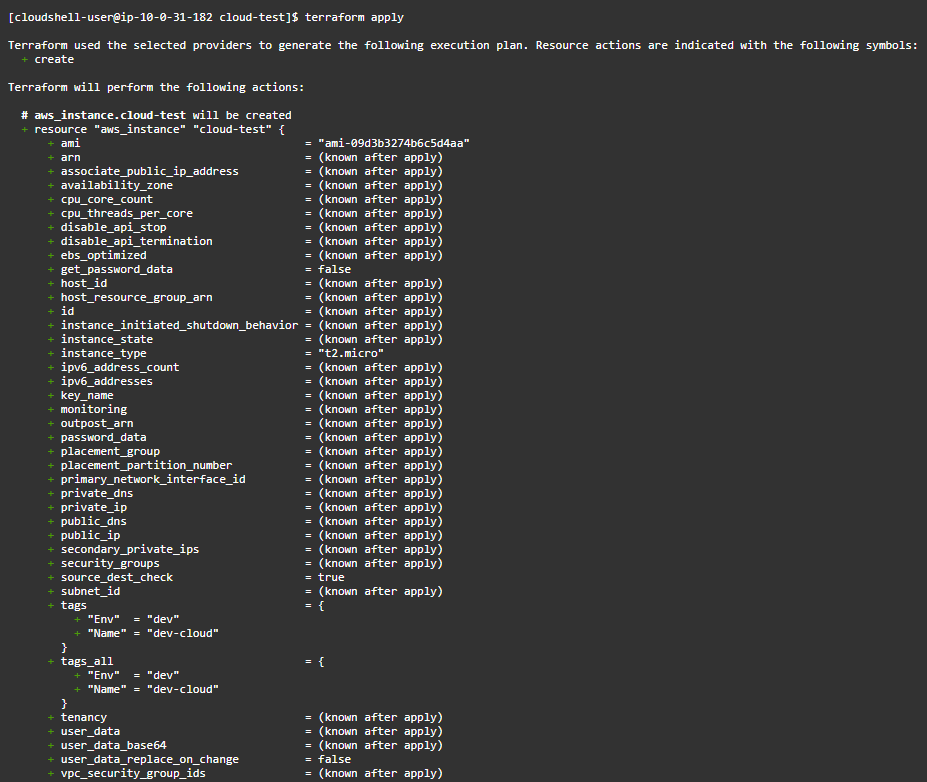 [cloudshell-user@ip-10-0-31-182 cloud-test]$ terraform apply
Terraform used the selected providers to generate the following execution plan. Resource actions are indicated with the following symbols:
+ create
Terraform will perform the following actions:
# aws_instance.cloud-test will be created
+ resource "aws_instance" "cloud-test" {
+ ami = "ami-09d3b3274b6c5d4aa"
+ arn = (known after apply)
+ associate_public_ip_address = (known after apply)
+ availability_zone = (known after apply)
+ cpu_core_count = (known after apply)
+ cpu_threads_per_core = (known after apply)
+ disable_api_stop = (known after apply)
+ disable_api_termination = (known after apply)
+ ebs_optimized = (known after apply)
+ get_password_data = false
+ host_id = (known after apply)
+ host_resource_group_arn = (known after apply)
+ id = (known after apply)
+ instance_initiated_shutdown_behavior = (known after apply)
+ instance_state = (known after apply)
+ instance_type = "t2.micro"
+ ipv6_address_count = (known after apply)
+ ipv6_addresses = (known after apply)
+ key_name = (known after apply)
+ monitoring = (known after apply)
+ outpost_arn = (known after apply)
+ password_data = (known after apply)
+ placement_group = (known after apply)
+ placement_partition_number = (known after apply)
+ primary_network_interface_id = (known after apply)
+ private_dns = (known after apply)
+ private_ip = (known after apply)
+ public_dns = (known after apply)
+ public_ip = (known after apply)
+ secondary_private_ips = (known after apply)
+ security_groups = (known after apply)
+ source_dest_check = true
+ subnet_id = (known after apply)
+ tags = {
+ "Env" = "dev"
+ "Name" = "dev-cloud"
}
+ tags_all = {
+ "Env" = "dev"
+ "Name" = "dev-cloud"
}
+ tenancy = (known after apply)
+ user_data = (known after apply)
+ user_data_base64 = (known after apply)
+ user_data_replace_on_change = false
+ vpc_security_group_ids = (known after apply)